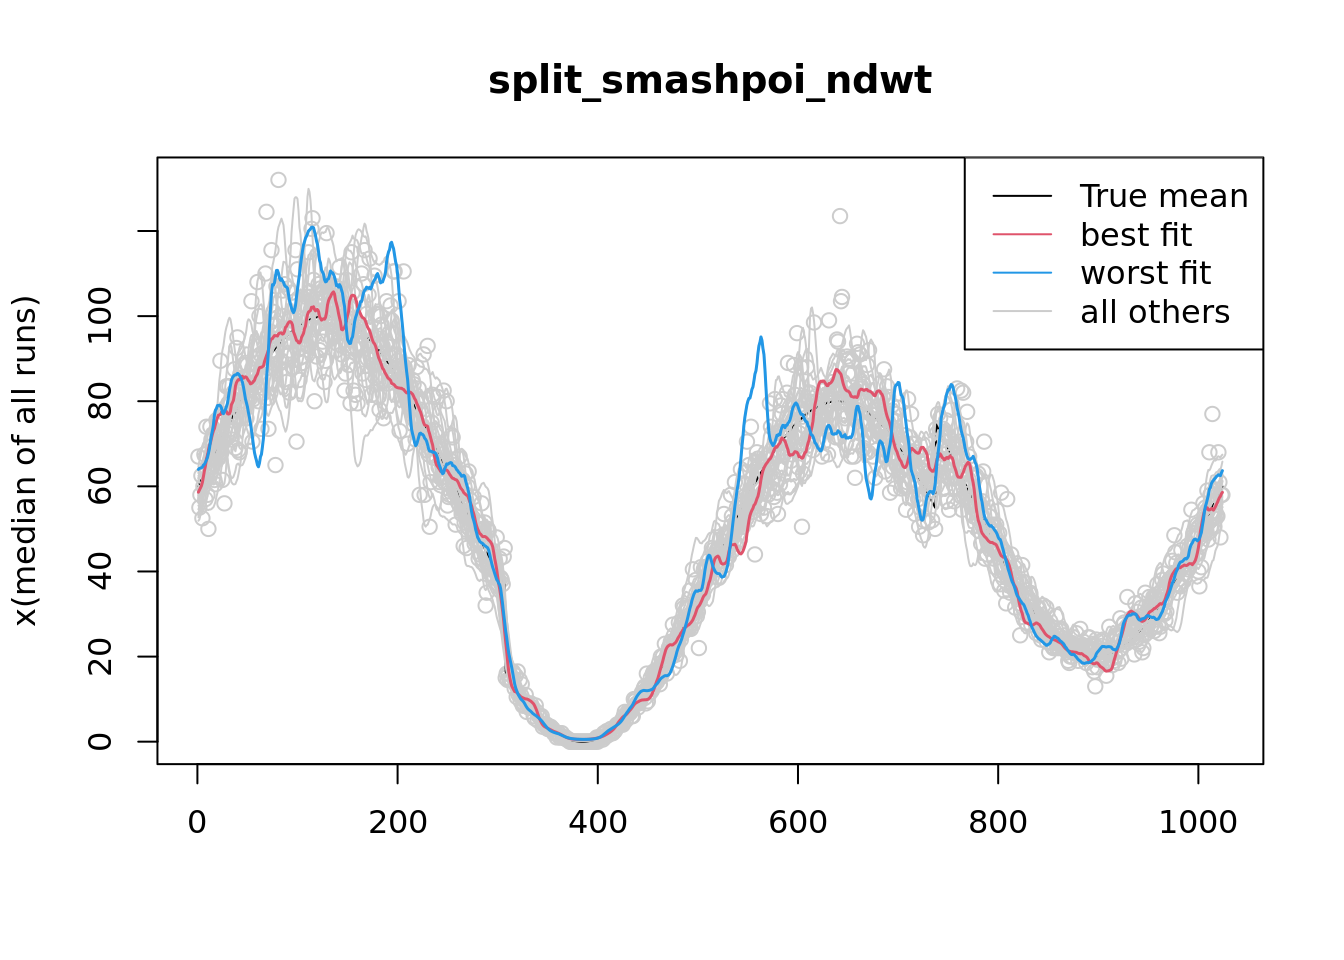 split_smashpoi_ndwt
True mean
best fit
worst fit
all others
x(median of all runs)
100
80
60
40
20
0
0 200 400 600 800 1000